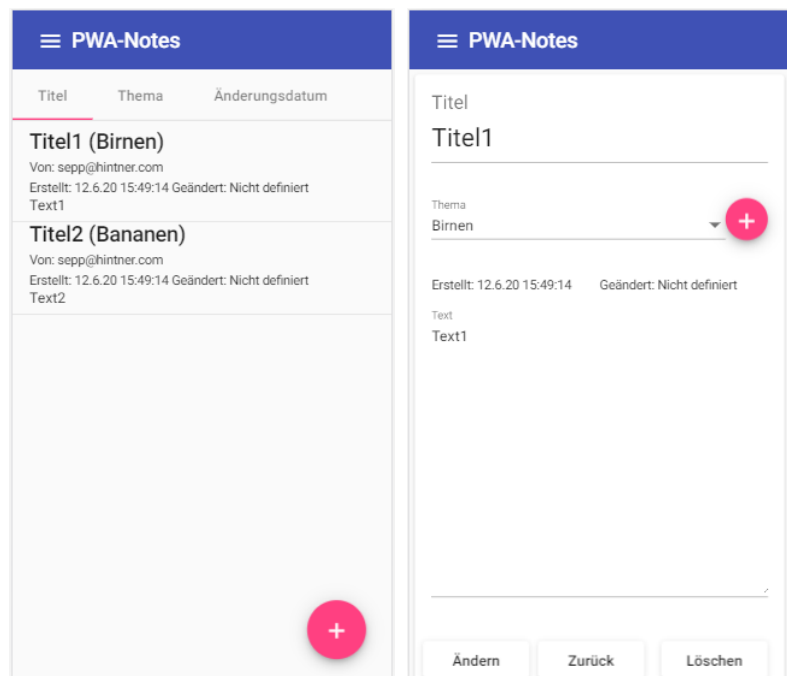 PWA-Notes
Titel Thema Änderungsdatum
Titel1 (Birnen)
Von: sepp@hintner.com
Erstellt: 12.6.20 15:49:14 Geändert: Nicht definiert
Text1
Titel2 (Bananen)
Von: sepp@hintner.com
Erstellt: 12.6.20 15:49:14 Geändert: Nicht definiert
Text2
+
PWA-Notes
Titel
Titel1
Thema
Birnen
+
Erstellt: 12.6.20 15:49:14 Geändert: Nicht definiert
Text
Text1
Ändern Zurück Löschen